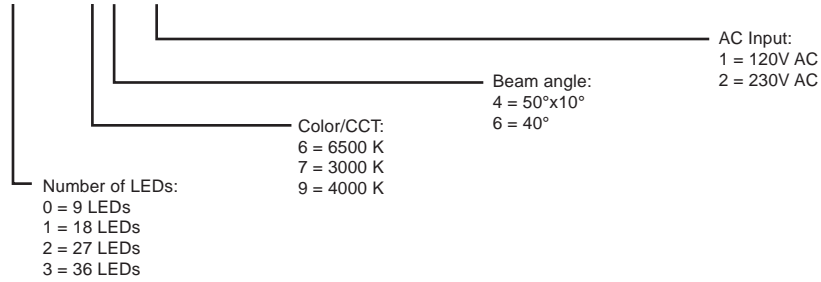 AC Input:
1 = 120V AC
2 = 230V AC
Beam angle:
4 = 50°x10°
6 = 40°
Color/CCT:
6 = 6500 K
7 = 3000 K
9 = 4000 K
Number of LEDs:
0 = 9 LEDs
1 = 18 LEDs
2 = 27 LEDs
3 = 36 LEDs